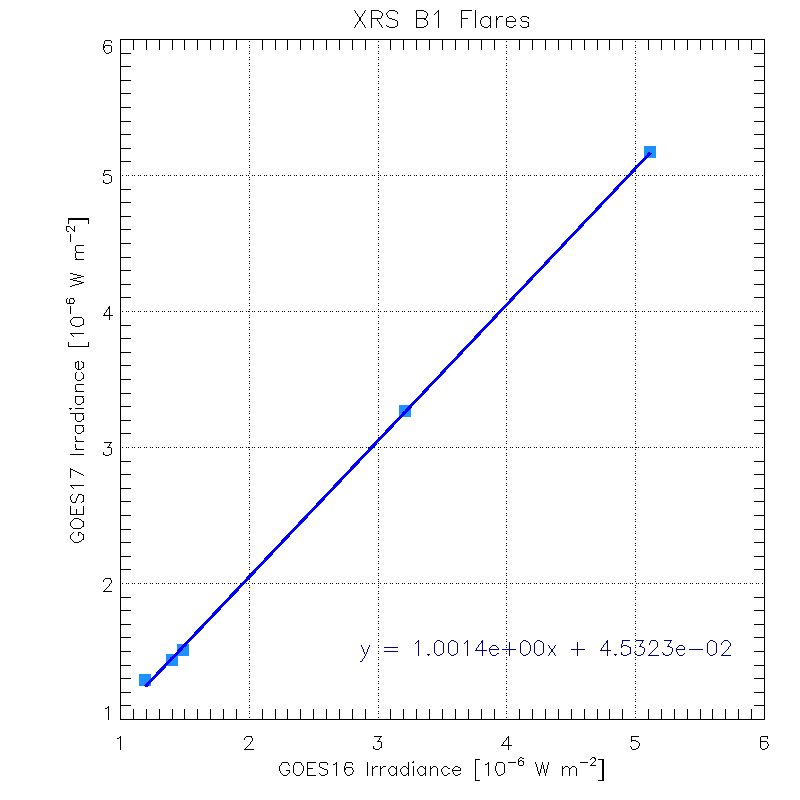 XRS B1 Flares
6
5
4
3
2
1
GOES17 Irradiance [10⁻⁶ W m⁻²]
y = 1.0014e+00x + 4.5323e−02
1 2 3 4 5 6
GOES16 Irradiance [10⁻⁶ W m⁻²]